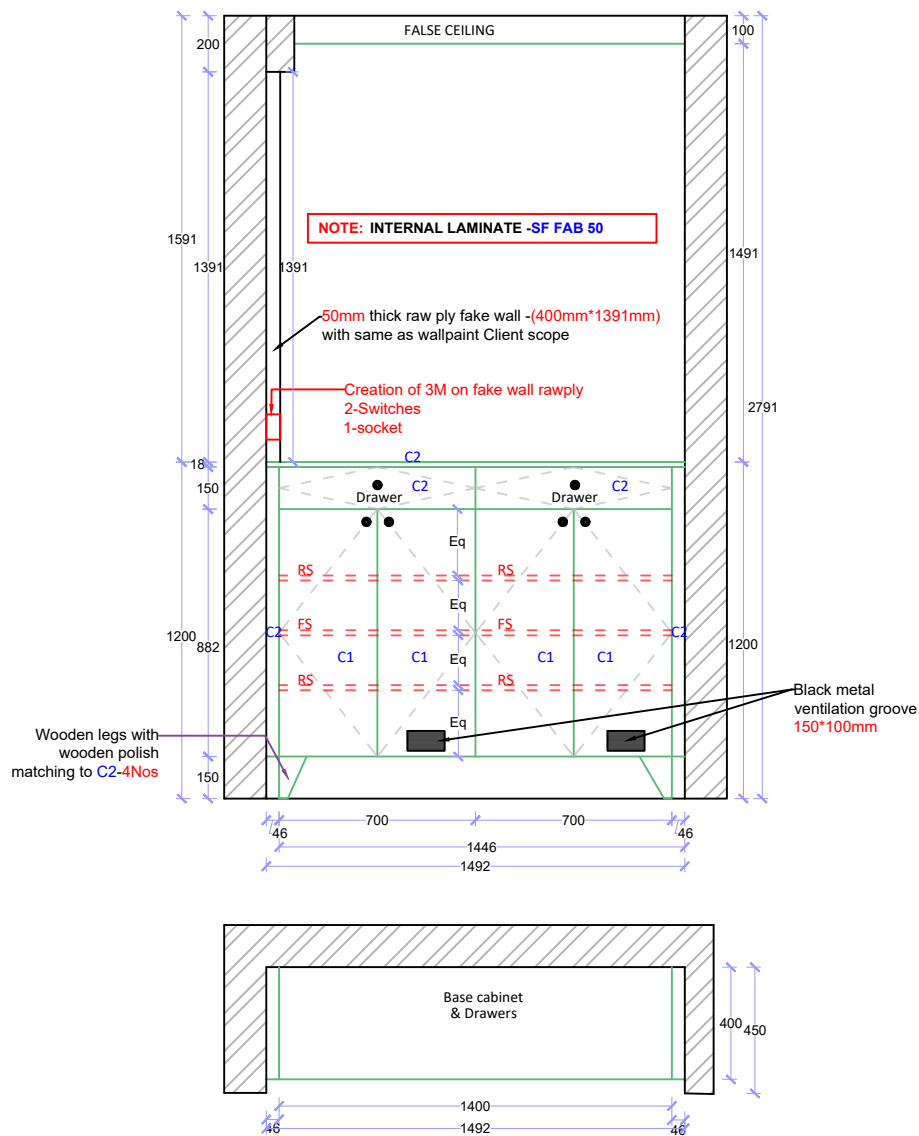 FALSE CEILING
200
100
NOTE: INTERNAL LAMINATE -SF FAB 50
1591
1391
1391
1491
50mm thick raw ply fake wall -(400mm*1391mm)
with same as wallpaint Client scope
Creation of 3M on fake wall rawply
2-Switches
1-socket
2791
18
C2
150
C2
C2
Drawer
Drawer
Eq
RS
RS
Eq
C2
FS
FS
C2
1200
882
1200
Eq
C1
C1
C1
C1
RS
RS
Eq
Black metal
ventilation groove
150*100mm
Wooden legs with
wooden polish
matching to C2-4Nos
150
46
700
700
46
1446
1492
Base cabinet
& Drawers
400
450
1400
46
1492
46